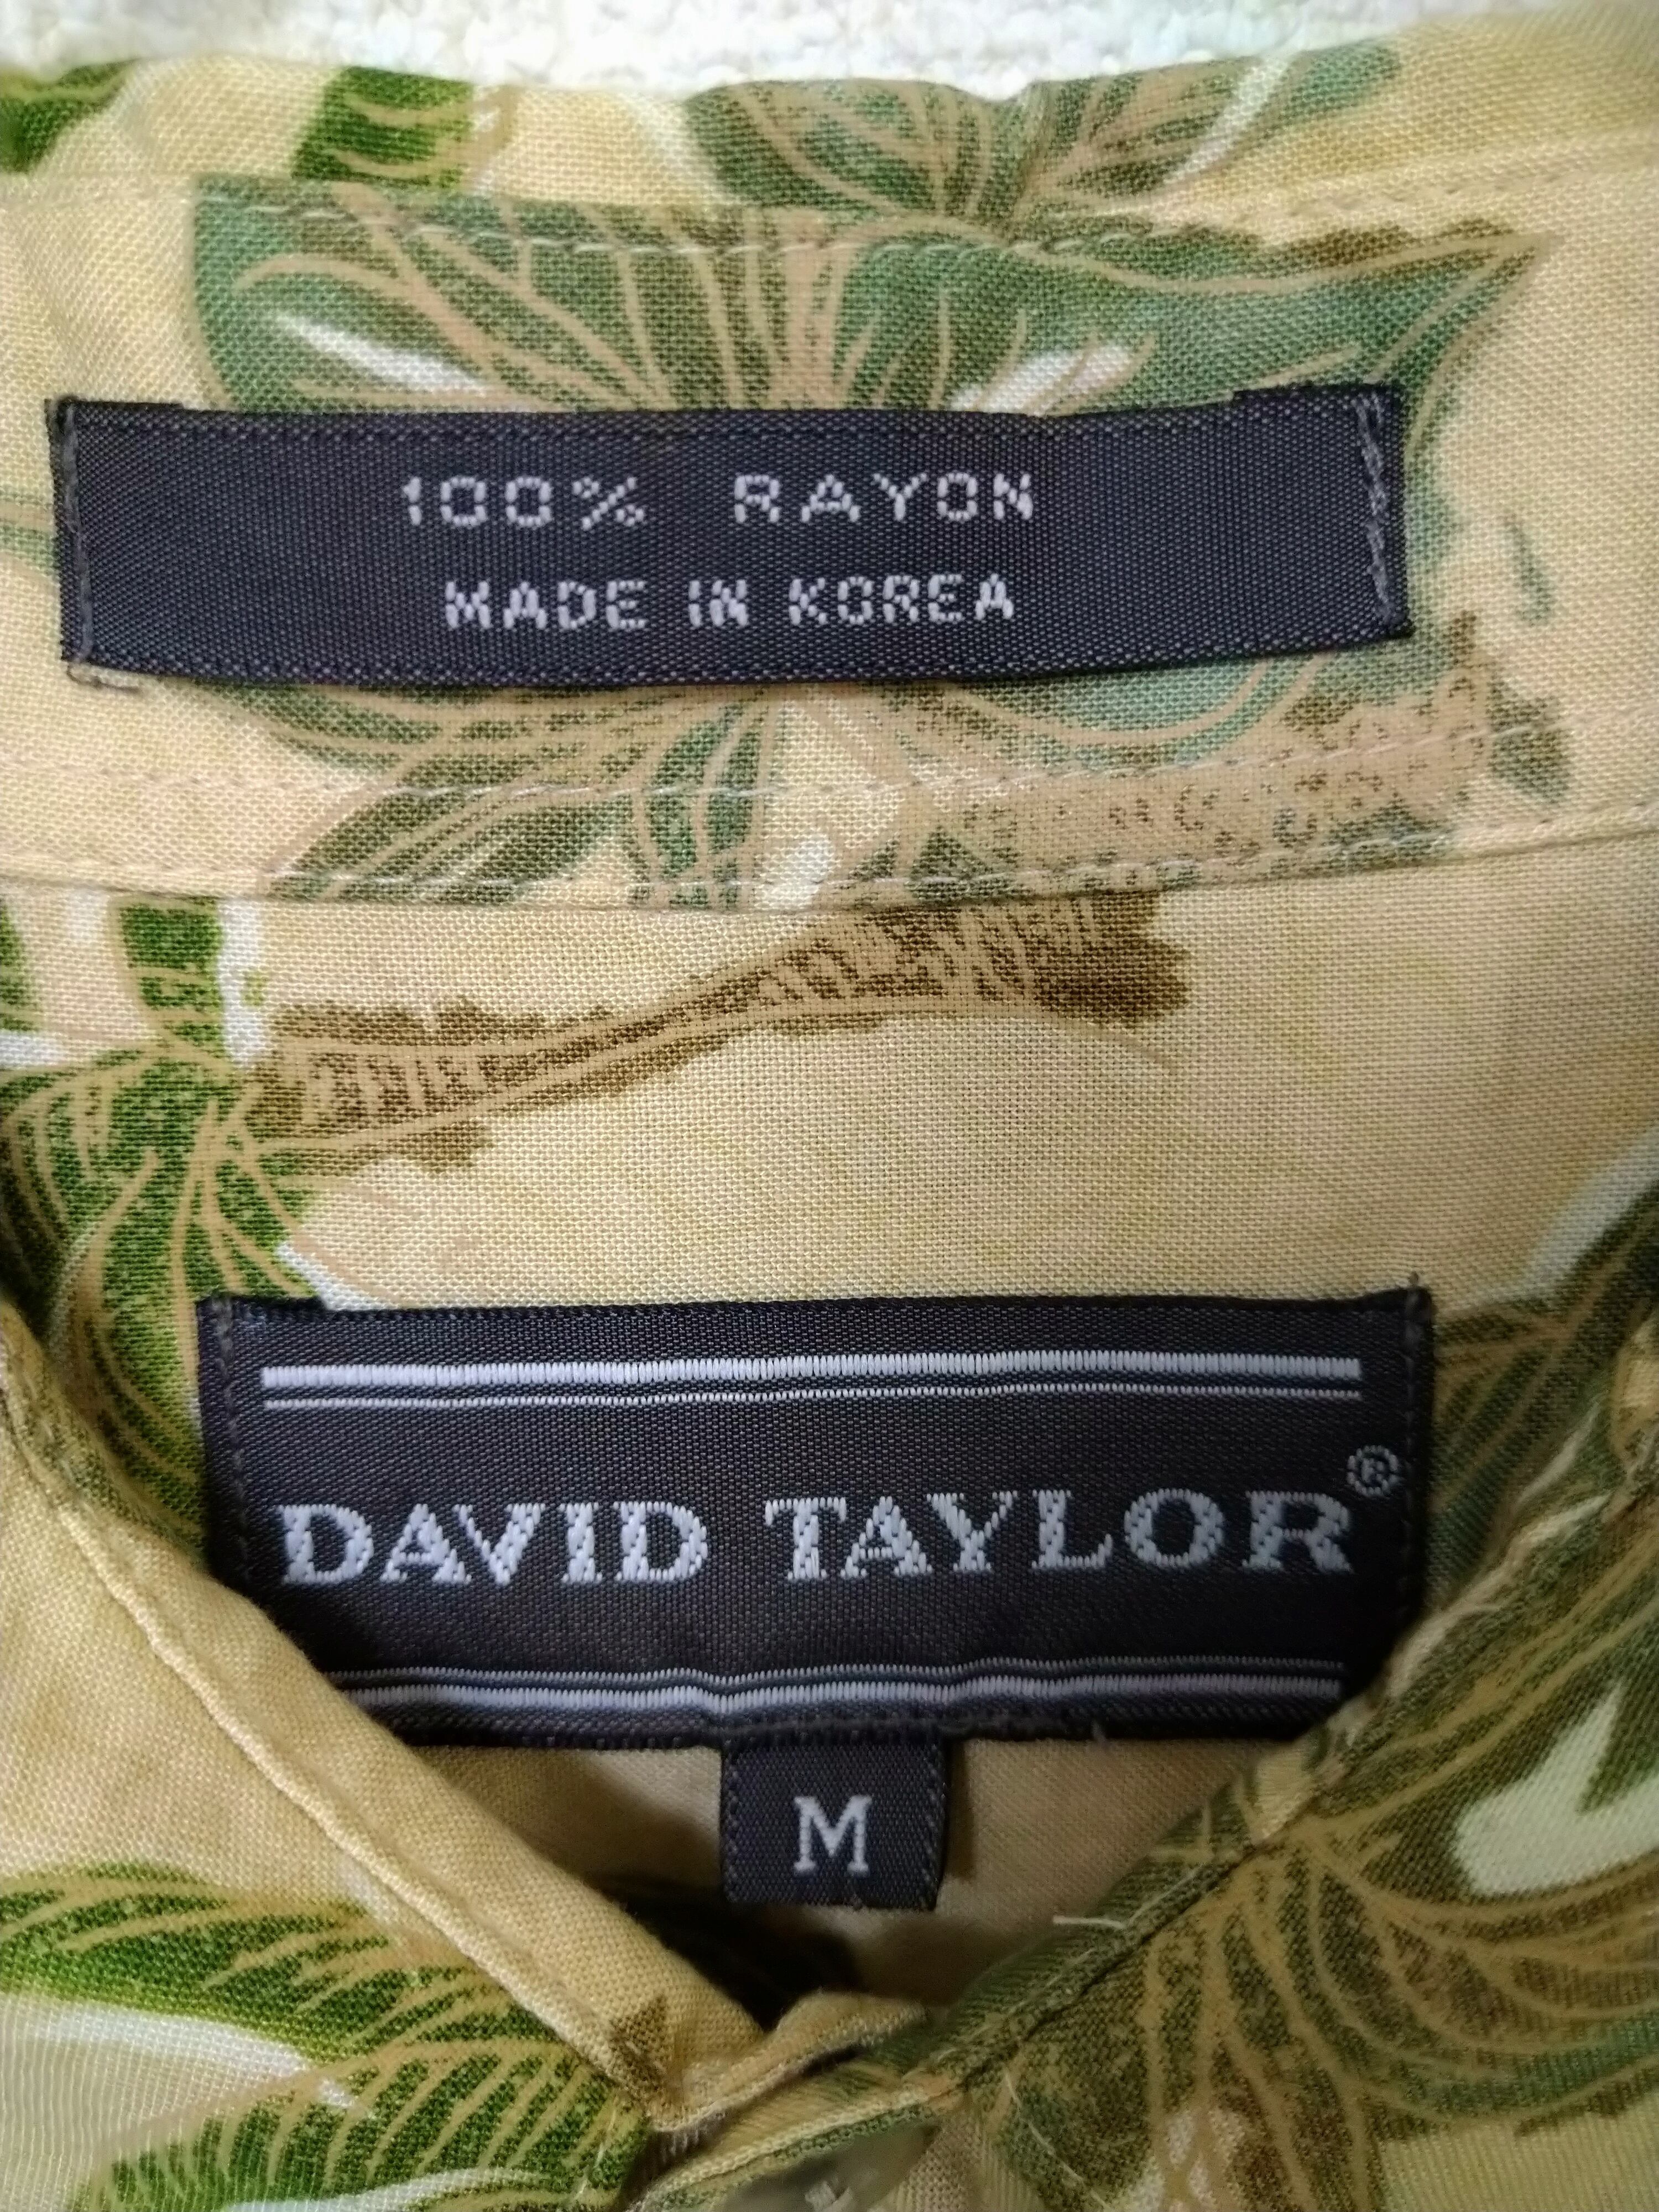 100% RAYON
MADE IN KOREA
DAVID TAYLOR®
M